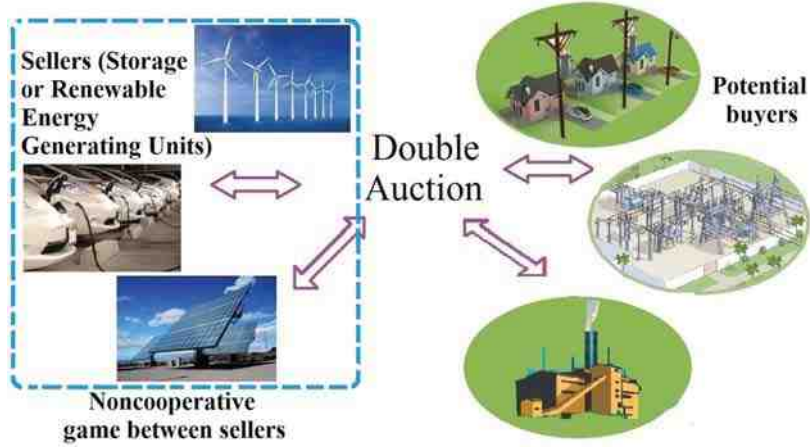 Sellers (Storage
or Renewable
Energy
Generating Units)
Double
Auction
Potential
buyers
Noncooperative
game between sellers